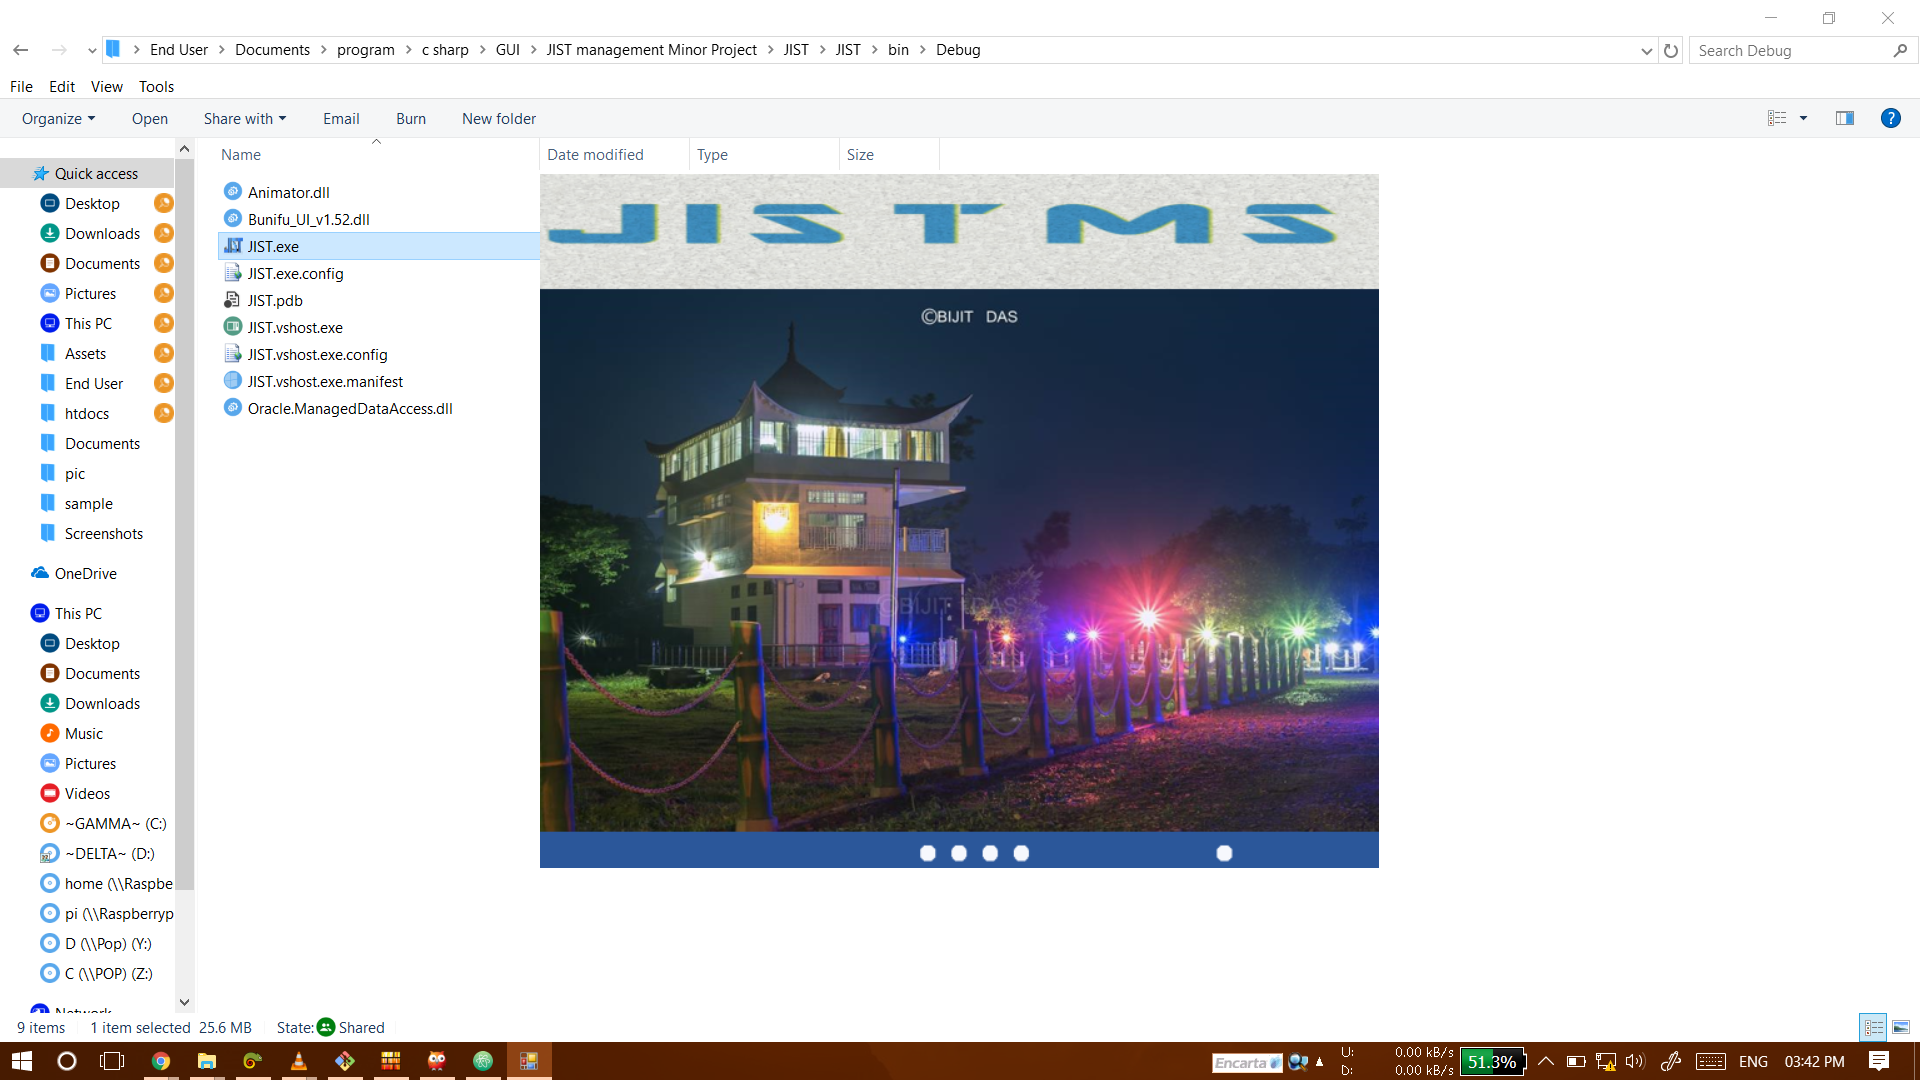 End User > Documents > program > c sharp > GUI > JIST management Minor Project > JIST > JIST > bin > Debug
Search Debug
File Edit View Tools
Organize Open Share with Email Burn New folder
Name Date modified Type Size
Quick access
Desktop
Downloads
Documents
Pictures
This PC
Assets
End User
htdocs
Documents
pic
sample
Screenshots
OneDrive
This PC
Desktop
Documents
Downloads
Music
Pictures
Videos
~GAMMA~ (C:)
~DELTA~ (D:)
home (\\Raspbe
pi (\\Raspberryp
D (\\Pop) (Y:)
C (\\POP) (Z:)
Network
Animator.dll
Bunifu_UI_v1.52.dll
JIST.exe
JIST.exe.config
JIST.pdb
JIST.vshost.exe
JIST.vshost.exe.config
JIST.vshost.exe.manifest
Oracle.ManagedDataAccess.dll
JIST MS
©BIJIT DAS
©BIJIT DAS
9 items 1 item selected 25.6 MB State: Shared
Encarta
U: 0.00 kB/s
D: 0.00 kB/s
51.3%
ENG 03:42 PM